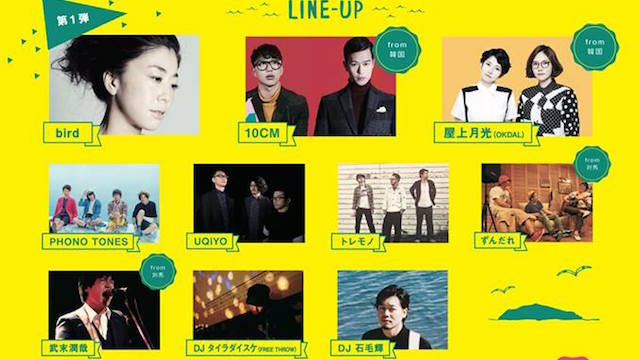 第1弾
LINE-UP
from
韓国
from
韓国
bird
10CM
屋上月光 (OKDAL)
from
対馬
PHONO TONES
UQiYO
トレモノ
ずんだれ
from
対馬
武末潤哉
DJ タイラダイスケ (FREE THROW)
DJ 石毛輝